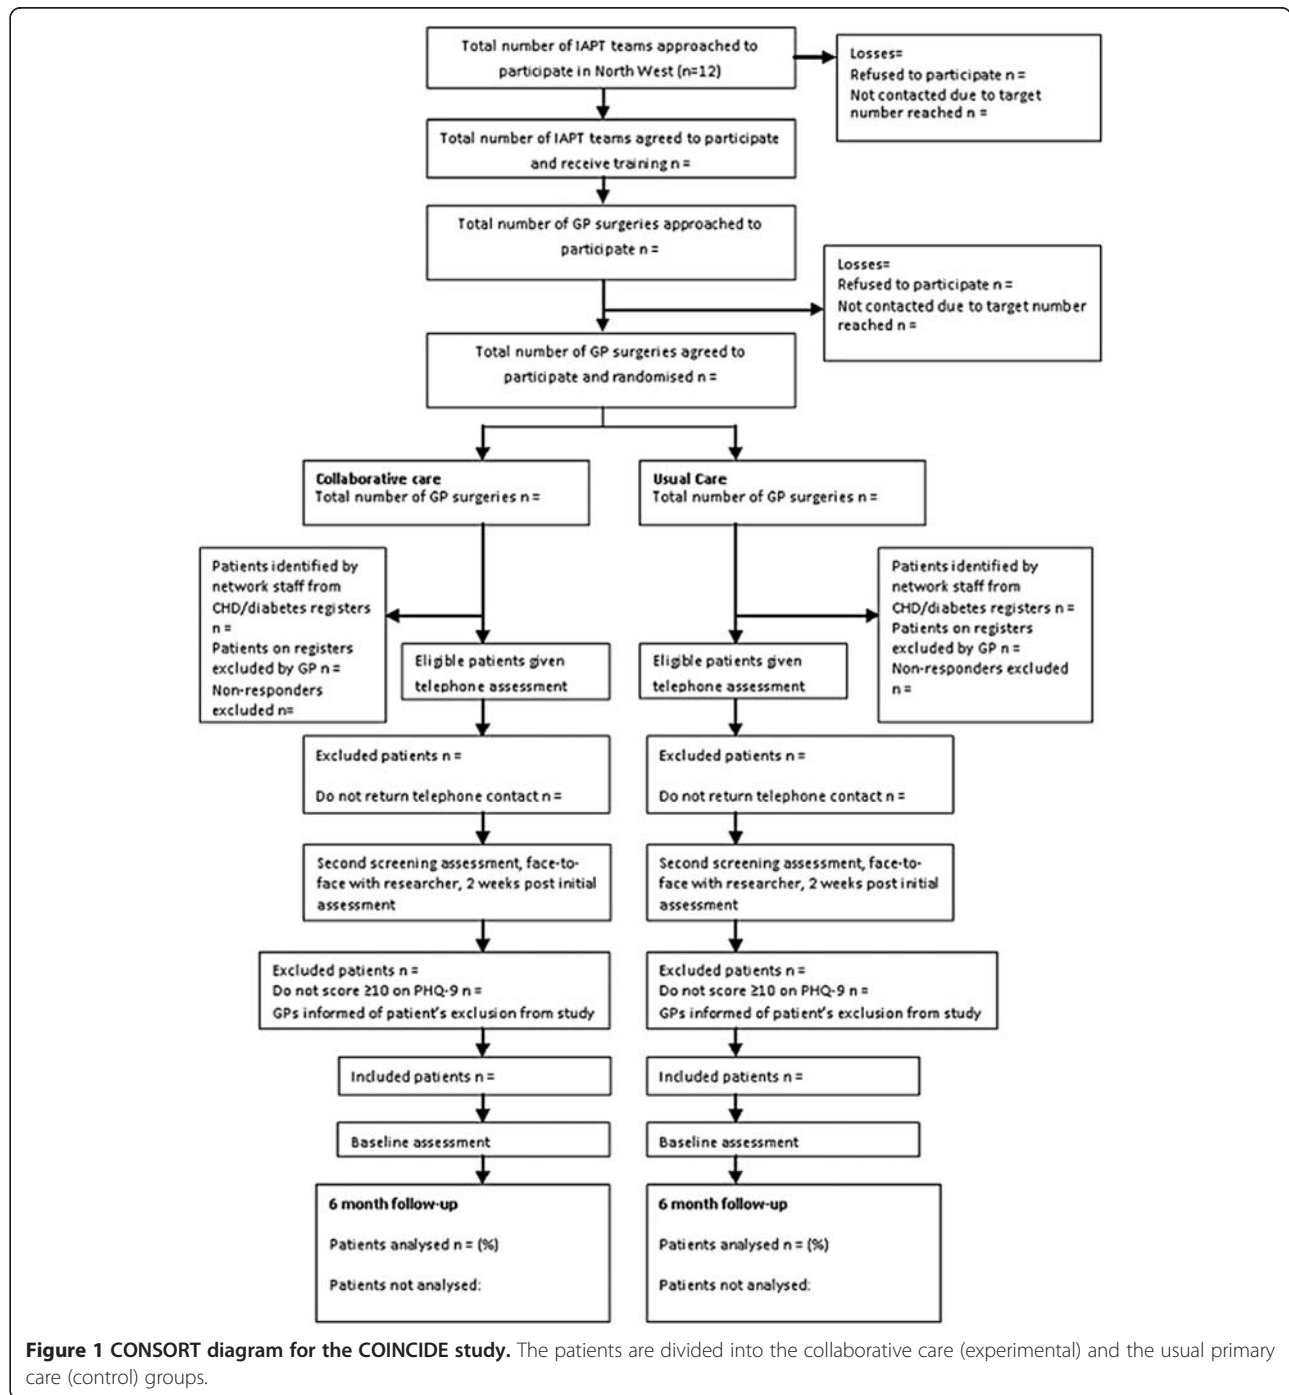 Total number of IAPT teams approached to
participate in North West (n=12)
Losses=
Refused to participate n =
Not contacted due to target
number reached n =
Total number of IAPT teams agreed to participate
and receive training n =
Total number of GP surgeries approached to
participate n =
Losses=
Refused to participate n =
Not contacted due to target number
reached n =
Total number of GP surgeries agreed to
participate and randomised n =
Collaborative care
Total number of GP surgeries n =
Usual Care
Total number of GP surgeries n =
Patients identified by
network staff from
CHD/diabetes registers
n =
Patients on registers
excluded by GP n =
Non-responders
excluded n=
Eligible patients given
telephone assessment
Eligible patients given
telephone assessment
Patients identified by
network staff from
CHD/diabetes registers n =
Patients on registers
excluded by GP n =
Non-responders excluded
n =
Excluded patients n =
Do not return telephone contact n =
Excluded patients n =
Do not return telephone contact n =
Second screening assessment, face-to-
face with researcher, 2 weeks post initial
assessment
Second screening assessment, face-to-
face with researcher, 2 weeks post initial
assessment
Excluded patients n =
Do not score ≥10 on PHQ-9 n =
GPs informed of patient's exclusion from study
Excluded patients n =
Do not score ≥10 on PHQ-9 n =
GPs informed of patient's exclusion from study
Included patients n =
Included patients n =
Baseline assessment
Baseline assessment
6 month follow-up
Patients analysed n = (%)
Patients not analysed:
6 month follow-up
Patients analysed n = (%)
Patients not analysed:
Figure 1 CONSORT diagram for the COINCIDE study. The patients are divided into the collaborative care (experimental) and the usual primary
care (control) groups.